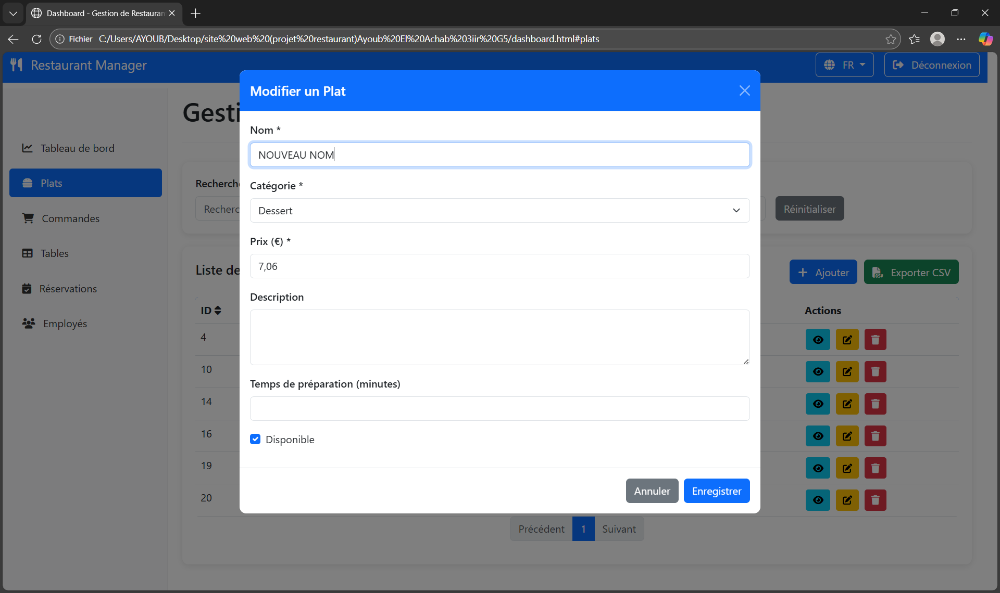 Dashboard - Gestion de Restauran
Fichier C:/Users/AYOUB/Desktop/site%20web%20(projet%20restaurant)Ayoub%20El%20Achab%203iir%20G5/dashboard.html#plats
Restaurant Manager
FR
Déconnexion
Tableau de bord
Plats
Commandes
Tables
Réservations
Employés
Gesti
Recherch
Recherc
Réinitialiser
Liste de
Ajouter
CSV
Exporter CSV
ID
Actions
4
10
14
16
19
20
Précédent
1
Suivant
Modifier un Plat
Nom *
NOUVEAU NOM
Catégorie *
Dessert
Prix (€) *
7,06
Description
Temps de préparation (minutes)
Disponible
Annuler
Enregistrer